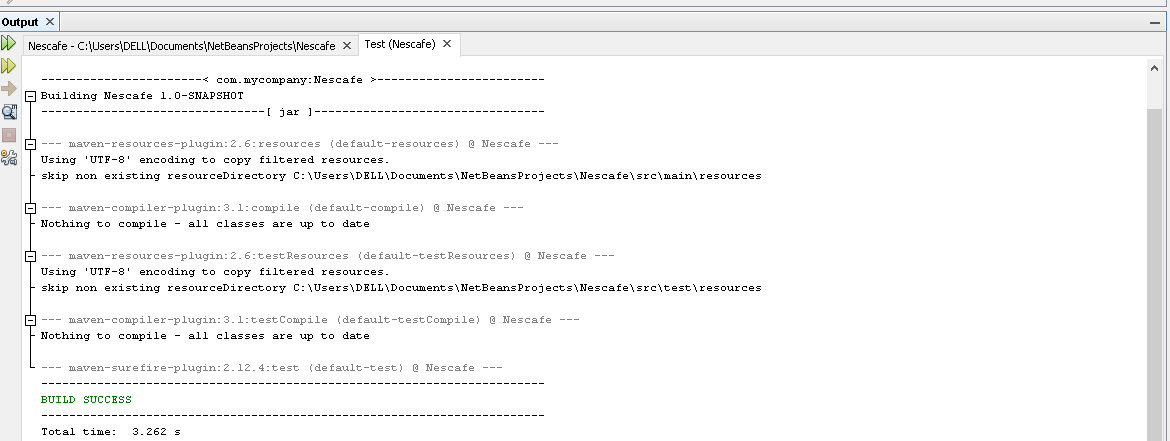 Output
Nescafe - C:\Users\DELL\Documents\NetBeansProjects\Nescafe
Test (Nescafe)
-----------------------< com.mycompany:Nescafe >------------------------
Building Nescafe 1.0-SNAPSHOT
--------------------------------[ jar ]---------------------------------
--- maven-resources-plugin:2.6:resources (default-resources) @ Nescafe ---
Using 'UTF-8' encoding to copy filtered resources.
skip non existing resourceDirectory C:\Users\DELL\Documents\NetBeansProjects\Nescafe\src\main\resources
--- maven-compiler-plugin:3.1:compile (default-compile) @ Nescafe ---
Nothing to compile - all classes are up to date
--- maven-resources-plugin:2.6:testResources (default-testResources) @ Nescafe ---
Using 'UTF-8' encoding to copy filtered resources.
skip non existing resourceDirectory C:\Users\DELL\Documents\NetBeansProjects\Nescafe\src\test\resources
--- maven-compiler-plugin:3.1:testCompile (default-testCompile) @ Nescafe ---
Nothing to compile - all classes are up to date
--- maven-surefire-plugin:2.12.4:test (default-test) @ Nescafe ---
------------------------------------------------------------------------
BUILD SUCCESS
------------------------------------------------------------------------
Total time:  3.262 s